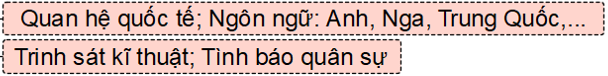 Quan hệ quốc tế; Ngôn ngữ: Anh, Nga, Trung Quốc,...
Trinh sát kĩ thuật; Tình báo quân sự